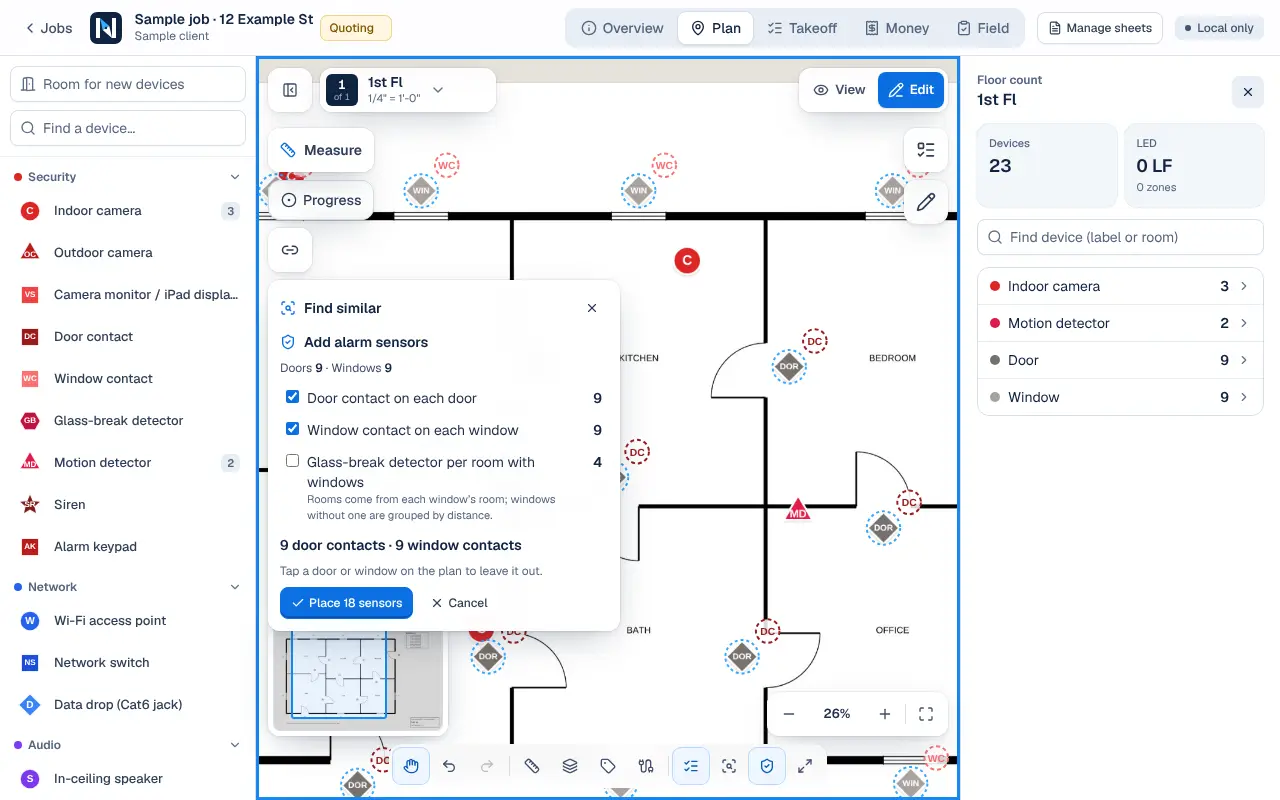 Jobs
Sample job · 12 Example St
Sample client
Quoting
Overview
Plan
Takeoff
Money
Field
Manage sheets
Local only
Room for new devices
Find a device...
Security
C Indoor camera 3
OC Outdoor camera
VS Camera monitor / iPad displa...
DC Door contact
WC Window contact
GB Glass-break detector
MD Motion detector 2
Siren
AK Alarm keypad
Network
W Wi-Fi access point
NS Network switch
D Data drop (Cat6 jack)
Audio
S In-ceiling speaker
1
of 1
1st Fl
1/4" = 1'-0"
View
Edit
Measure
Progress
WC
WIN
WC
WIN
WIN
C
Find similar
Add alarm sensors
Doors 9 · Windows 9
Door contact on each door 9
Window contact on each window 9
Glass-break detector per room with
windows
4
Rooms come from each window's room; windows
without one are grouped by distance.
9 door contacts · 9 window contacts
Tap a door or window on the plan to leave it out.
Place 18 sensors
Cancel
KITCHEN
DC
DOR
BEDROOM
DC
MD
DC
DOR
DC
DOR
BATH
DC
DOR
OFFICE
26%
DC
DOR
WC
WIN
Floor count
1st Fl
Devices
23
LED
0 LF
0 zones
Find device (label or room)
Indoor camera 3
Motion detector 2
Door 9
Window 9